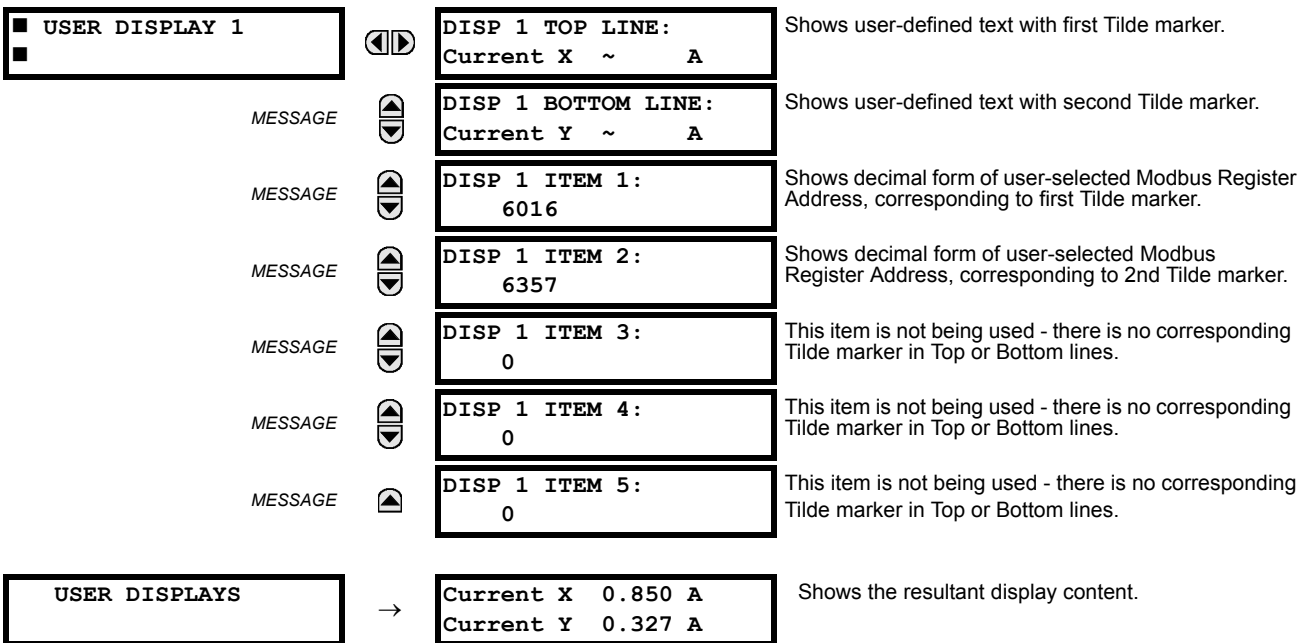 ■ USER DISPLAY 1
■
DISP 1 TOP LINE:
Current X ~ A
Shows user-defined text with first Tilde marker.
MESSAGE
DISP 1 BOTTOM LINE:
Current Y ~ A
Shows user-defined text with second Tilde marker.
MESSAGE
DISP 1 ITEM 1:
6016
Shows decimal form of user-selected Modbus Register
Address, corresponding to first Tilde marker.
MESSAGE
DISP 1 ITEM 2:
6357
Shows decimal form of user-selected Modbus
Register Address, corresponding to 2nd Tilde marker.
MESSAGE
DISP 1 ITEM 3:
0
This item is not being used - there is no corresponding
Tilde marker in Top or Bottom lines.
MESSAGE
DISP 1 ITEM 4:
0
This item is not being used - there is no corresponding
Tilde marker in Top or Bottom lines.
MESSAGE
DISP 1 ITEM 5:
0
This item is not being used - there is no corresponding
Tilde marker in Top or Bottom lines.
USER DISPLAYS
→
Current X 0.850 A
Current Y 0.327 A
Shows the resultant display content.